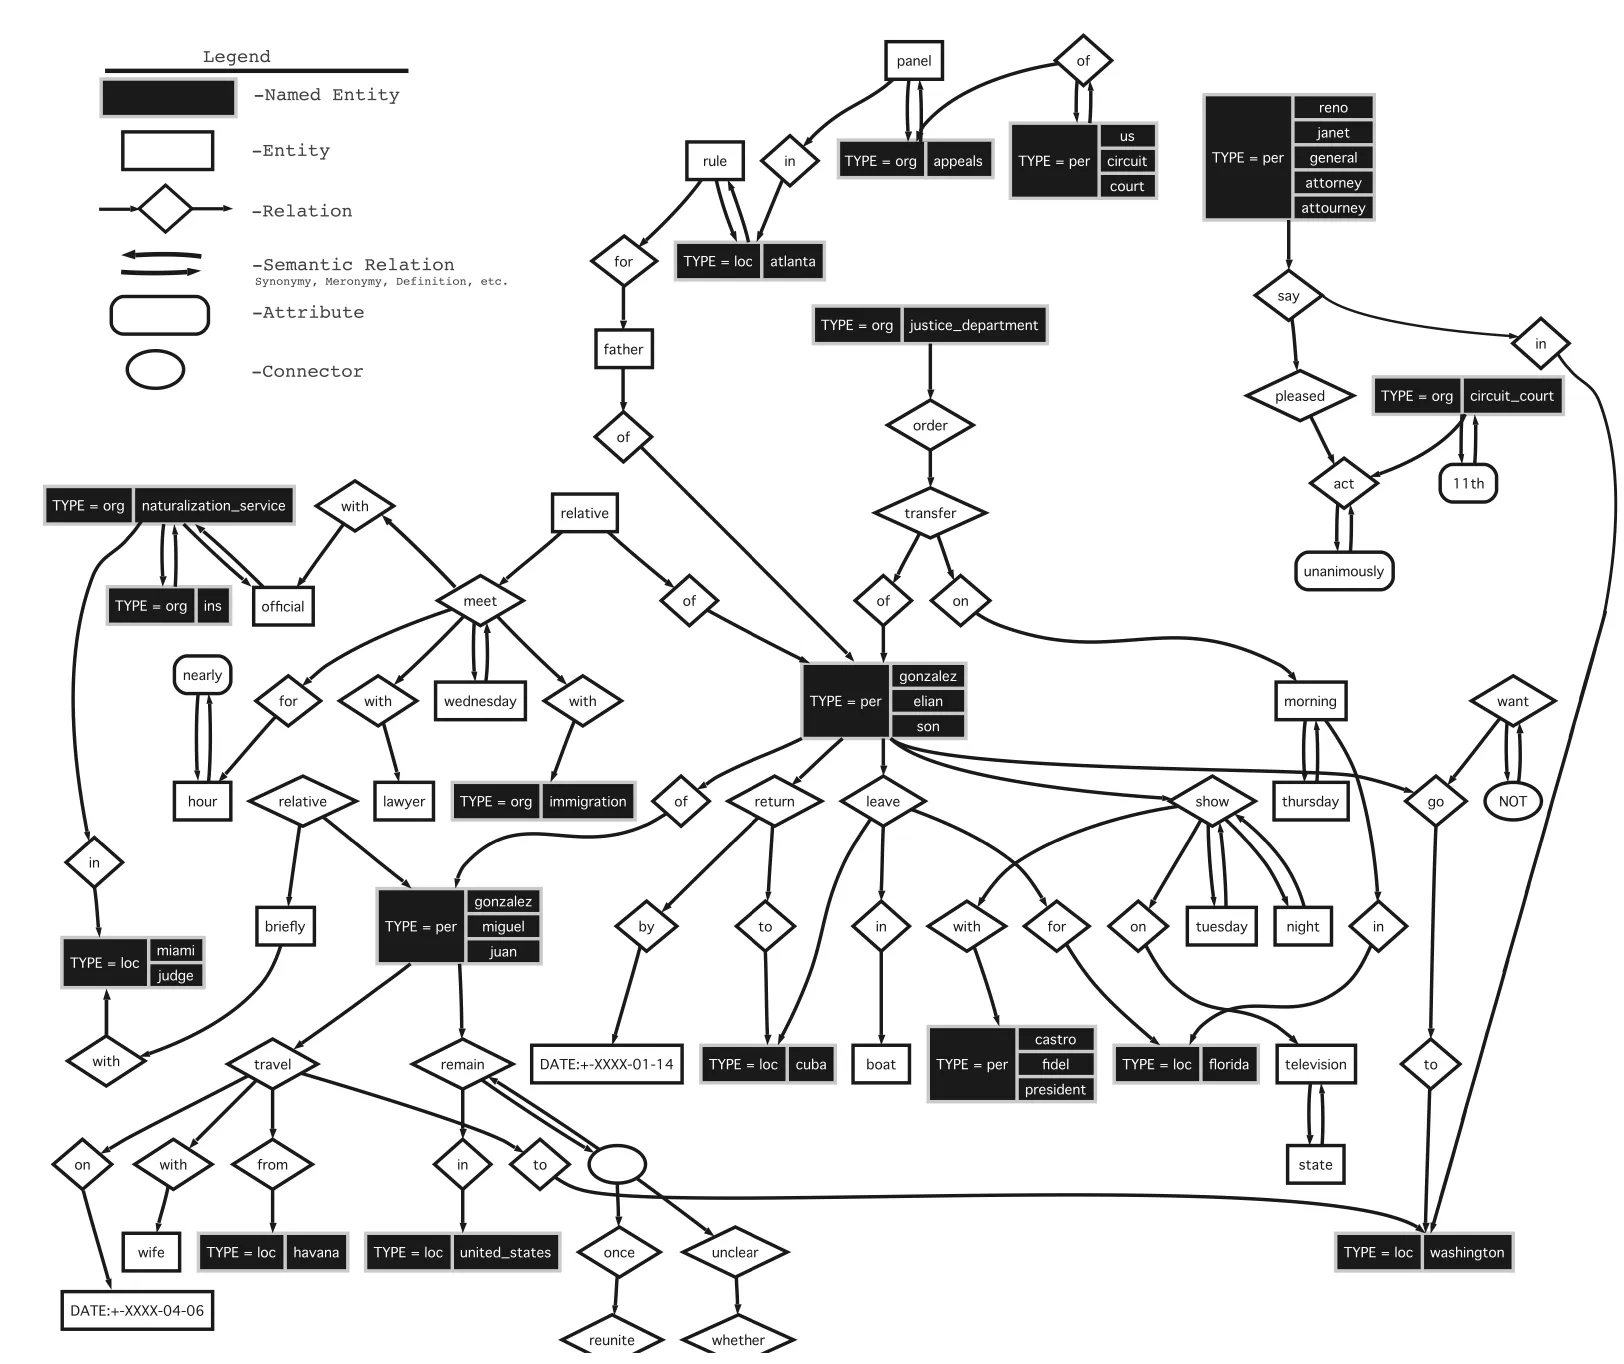 Legend
-Named Entity
-Entity
-Relation
-Semantic Relation
Synonymy, Meronymy, Definition, etc.
-Attribute
-Connector
panel
of
rule
in
TYPE = org appeals
TYPE = per us circuit court
TYPE = per reno janet general attorney attourney
for
TYPE = loc atlanta
say
father
TYPE = org justice_department
in
pleased
TYPE = org circuit_court
of
order
act
11th
TYPE = org naturalization_service
with
relative
transfer
unanimously
TYPE = org ins
official
meet
of
of
on
nearly
for
with
wednesday
with
TYPE = per gonzalez elian son
morning
want
hour
relative
lawyer
TYPE = org immigration
of
return
leave
show
thursday
go
NOT
in
briefly
TYPE = per gonzalez miguel juan
by
to
in
with
for
on
tuesday
night
in
TYPE = loc miami judge
with
travel
remain
DATE:+-XXXX-01-14
TYPE = loc cuba
boat
TYPE = per castro fidel president
TYPE = loc florida
television
to
on
with
from
in
to
state
wife
TYPE = loc havana
TYPE = loc united_states
once
unclear
TYPE = loc washington
DATE:+-XXXX-04-06
reunite
whether